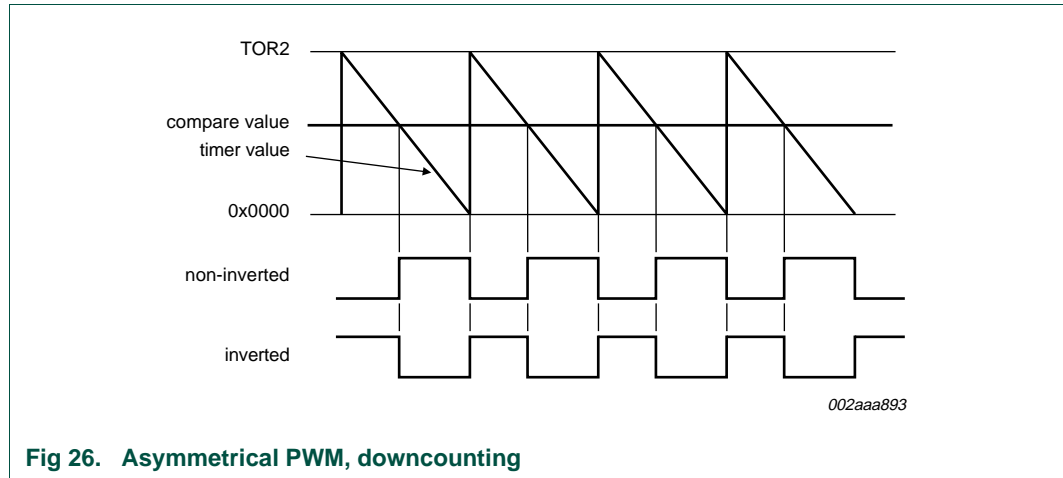 TOR2
compare value
timer value
0x0000
non-inverted
inverted
002aaa893
Fig 26. Asymmetrical PWM, downcounting